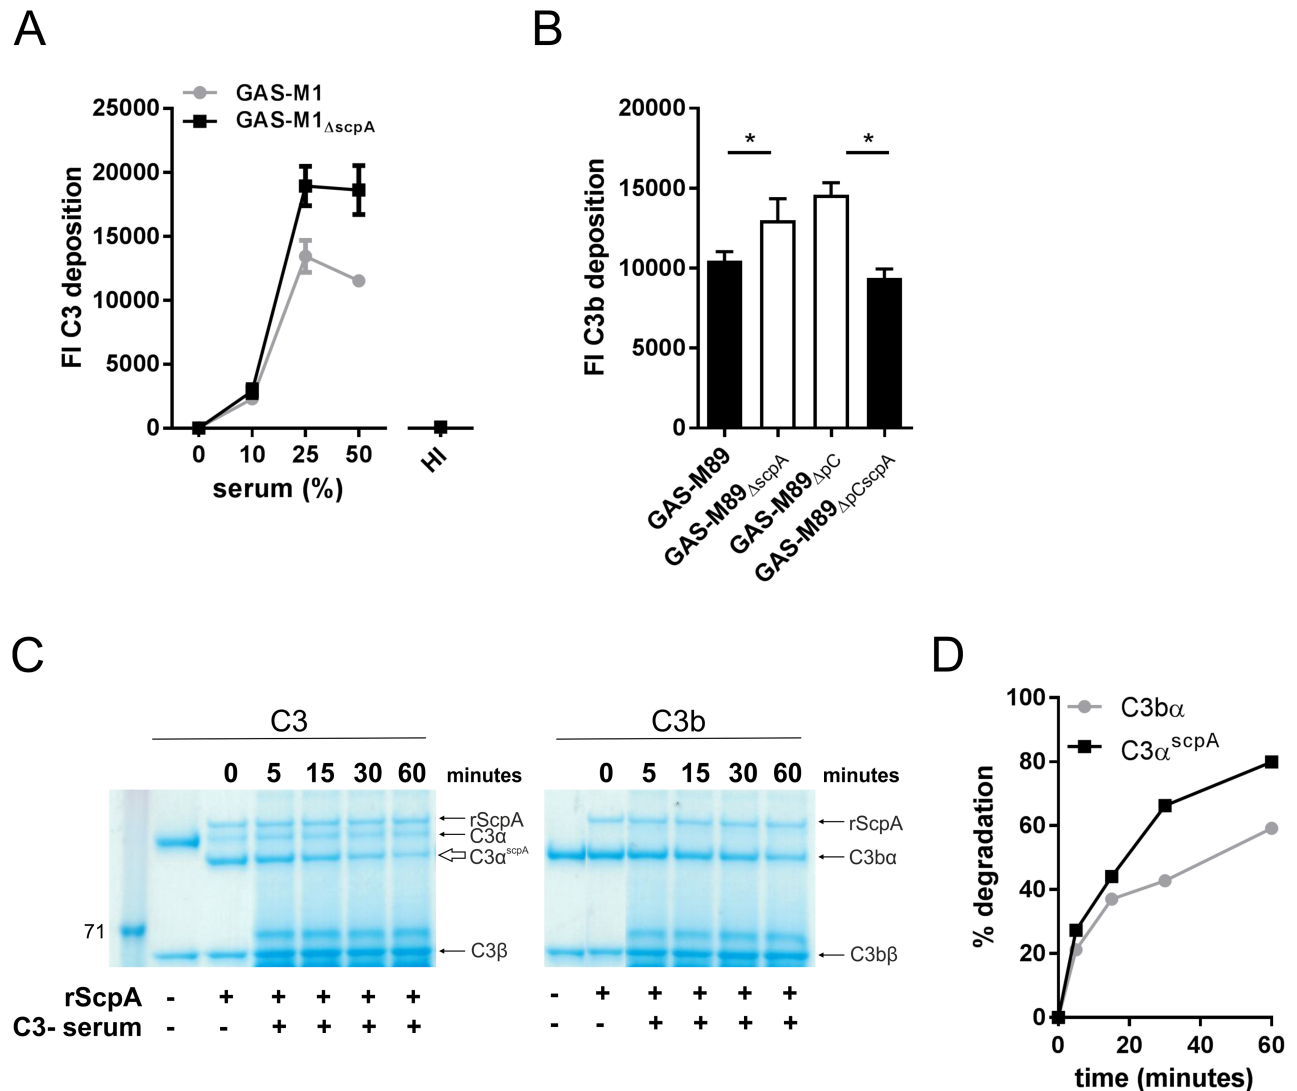 A
GAS-M1
GAS-M1ΔscpA
25000
20000
15000
10000
5000
0
FI C3 deposition
0 10 25 50 HI
serum (%)
B
20000
15000
10000
5000
0
FI C3b deposition
* *
GAS-M89
GAS-M89ΔscpA
GAS-M89ΔpC
GAS-M89ΔpCscpA
C
C3
0 5 15 30 60 minutes
rScpA
C3α
C3αscpA
71
C3β
rScpA - + + + + +
C3- serum - - + + + +
C3b
0 5 15 30 60 minutes
rScpA
C3bα
C3bβ
- + + + + +
- - + + + +
D
C3bα
C3αscpA
100
80
60
40
20
0
% degradation
0 20 40 60
time (minutes)